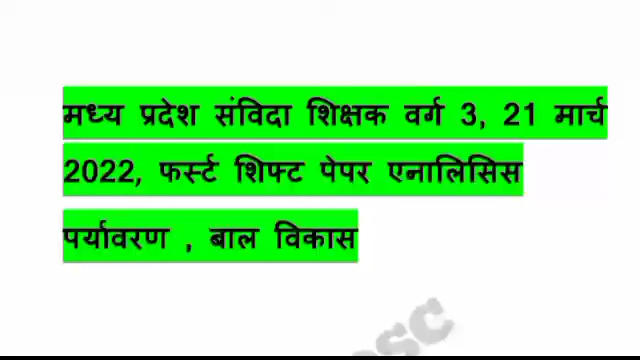 मध्य प्रदेश संविदा शिक्षक वर्ग 3, 21 मार्च
2022, फर्स्ट शिफ्ट पेपर एनालिसिस
पर्यावरण , बाल विकास